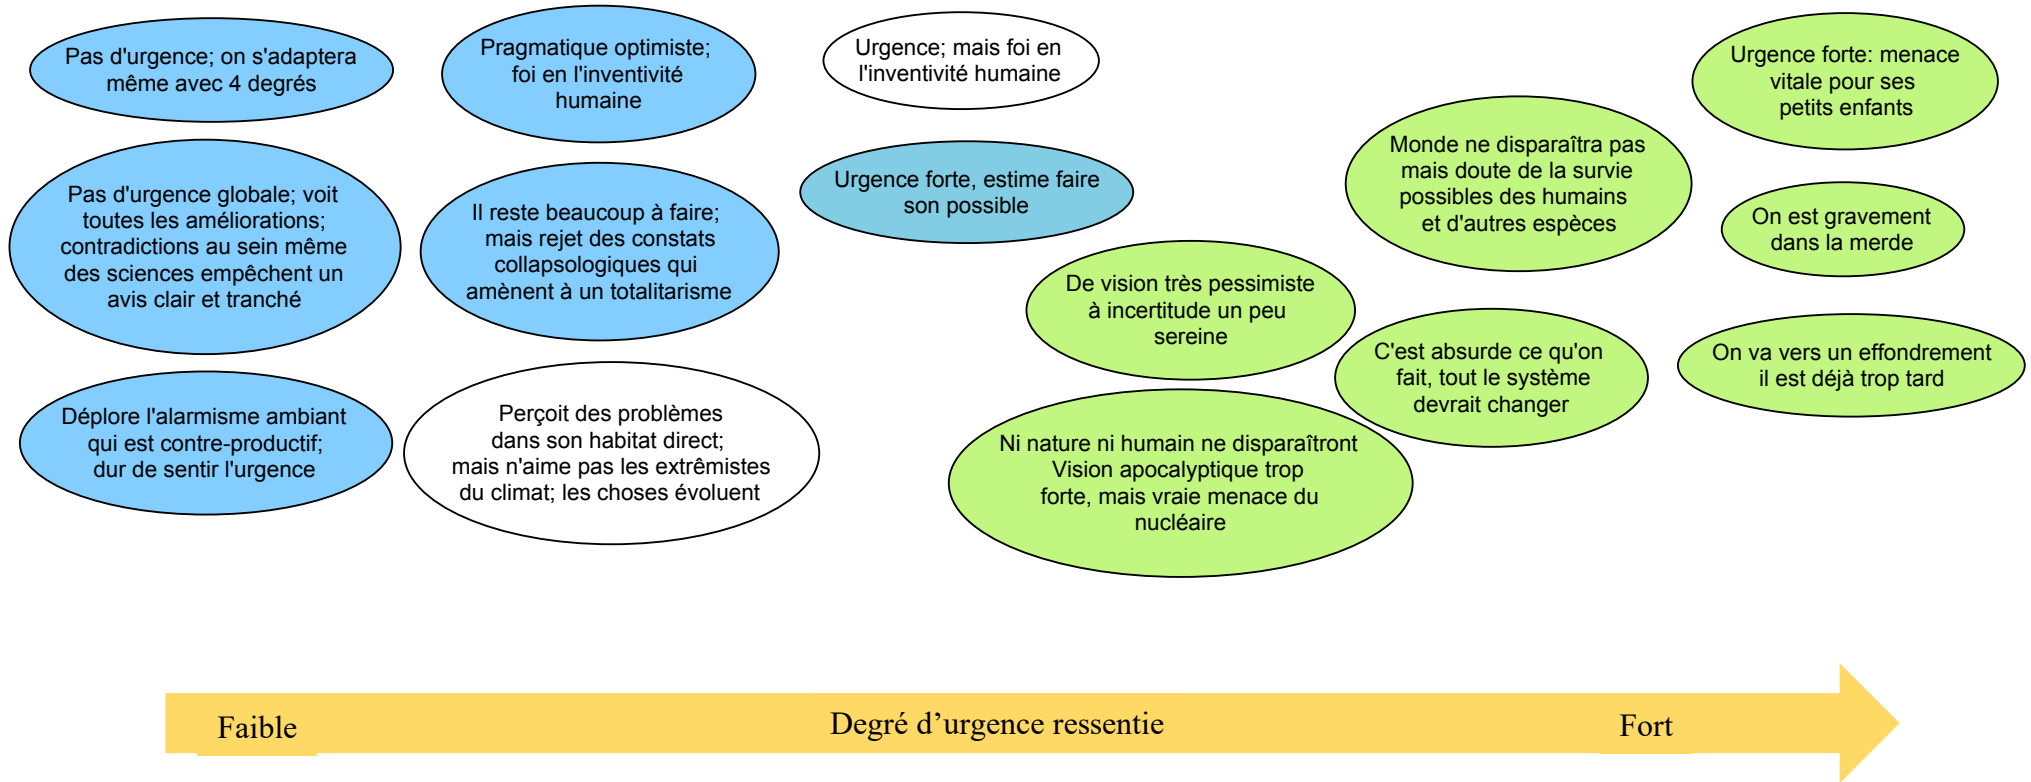 Pas d'urgence; on s'adaptera
même avec 4 degrés
Pragmatique optimiste;
foi en l'inventivité
humaine
Urgence; mais foi en
l'inventivité humaine
Urgence forte: menace
vitale pour ses
petits enfants
Pas d'urgence globale; voit
toutes les améliorations;
contradictions au sein même
des sciences empêchent un
avis clair et tranché
Il reste beaucoup à faire;
mais rejet des constats
collapsologiques qui
amènent à un totalitarisme
Urgence forte, estime faire
son possible
Monde ne disparaîtra pas
mais doute de la survie
possibles des humains
et d'autres espèces
On est gravement
dans la merde
De vision très pessimiste
à incertitude un peu
sereine
C'est absurde ce qu'on
fait, tout le système
devrait changer
On va vers un effondrement
il est déjà trop tard
Déplore l'alarmisme ambiant
qui est contre-productif;
dur de sentir l'urgence
Perçoit des problèmes
dans son habitat direct;
mais n'aime pas les extrêmistes
du climat; les choses évoluent
Ni nature ni humain ne disparaîtront
Vision apocalyptique trop
forte, mais vraie menace du
nucléaire
Faible
Degré d’urgence ressentie
Fort